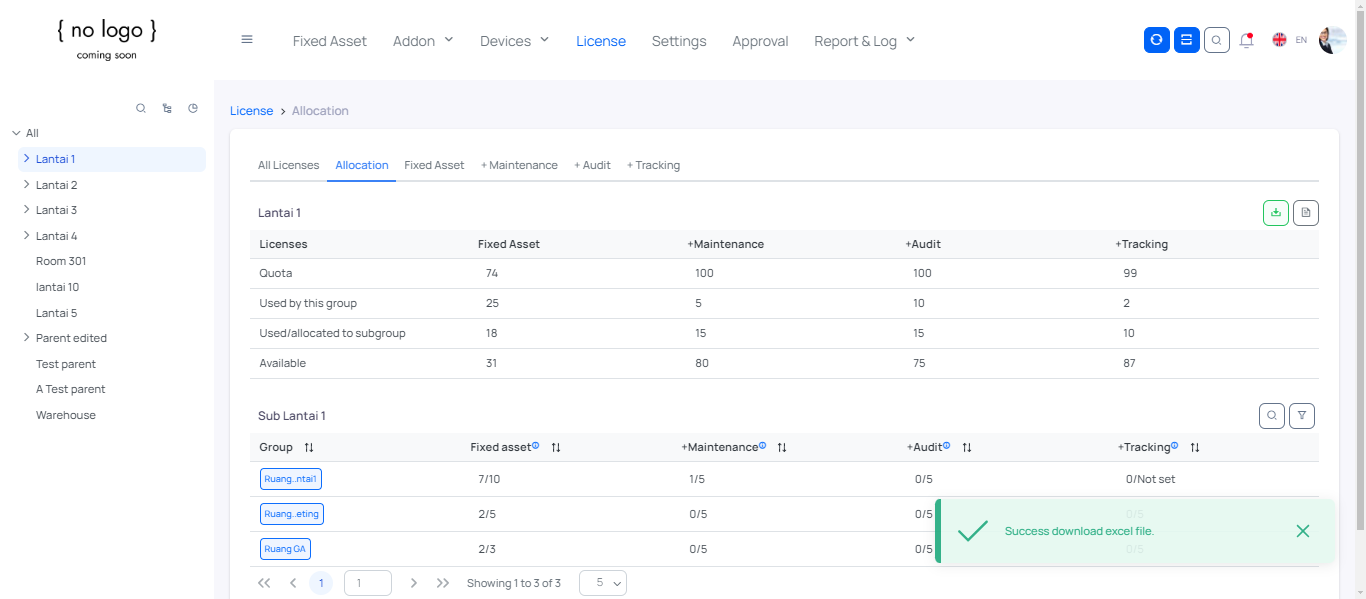 { no logo }
coming soon
Fixed Asset Addon Devices License Settings Approval Report & Log EN
All
Lantai 1
Lantai 2
Lantai 3
Lantai 4
Room 301
lantai 10
Lantai 5
Parent edited
Test parent
A Test parent
Warehouse
License > Allocation
All Licenses Allocation Fixed Asset + Maintenance + Audit + Tracking
Lantai 1
Licenses Fixed Asset +Maintenance +Audit +Tracking
Quota 74 100 100 99
Used by this group 25 5 10 2
Used/allocated to subgroup 18 15 15 10
Available 31 80 75 87
Sub Lantai 1
Group Fixed asset +Maintenance +Audit +Tracking
Ruang..ntai1 7/10 1/5 0/5 0/Not set
Ruang..eting 2/5 0/5 0/5 0/5
Ruang GA 2/3 0/5 0/5 0/5
Success download excel file.
1 1 Showing 1 to 3 of 3 5